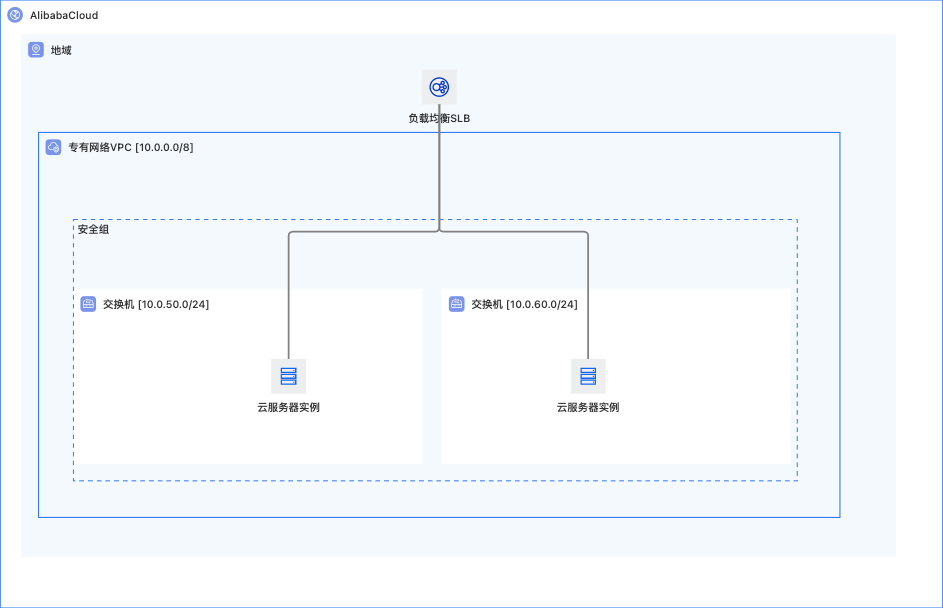 AlibabaCloud
地域
负载均衡SLB
专有网络VPC [10.0.0.0/8]
安全组
交换机 [10.0.50.0/24]
交换机 [10.0.60.0/24]
云服务器实例
云服务器实例